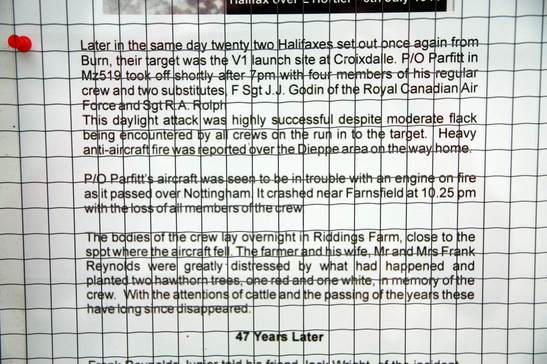 Later in the same day twenty two Halifaxes set out once again from
Burn, their target was the V1 launch site at Croixdalle. P/O Parfitt in
Mz519 took off shortly after 7pm with four members of his regular
crew and two substitutes, F Sgt J.J. Godin of the Royal Canadian Air
Force and Sgt R.A. Rolph
This daylight attack was highly successful despite moderate flack
being encountered by all crews on the run in to the target. Heavy
anti-aircraft fire was reported over the Dieppe area on the way home.
P/O Parfitt's aircraft was seen to be in trouble with an engine on fire
as it passed over Nottingham. It crashed near Farnsfield at 10.25 pm
with the loss of all members of the crew
The bodies of the crew lay overnight in Riddings Farm, close to the
spot where the aircraft fell. The farmer and his wife, Mr and Mrs Frank
Reynolds were greatly distressed by what had happened and
planted two hawthorn trees, one red and one white, in memory of the
crew. With the attentions of cattle and the passing of the years these
have long since disappeared.
47 Years Later